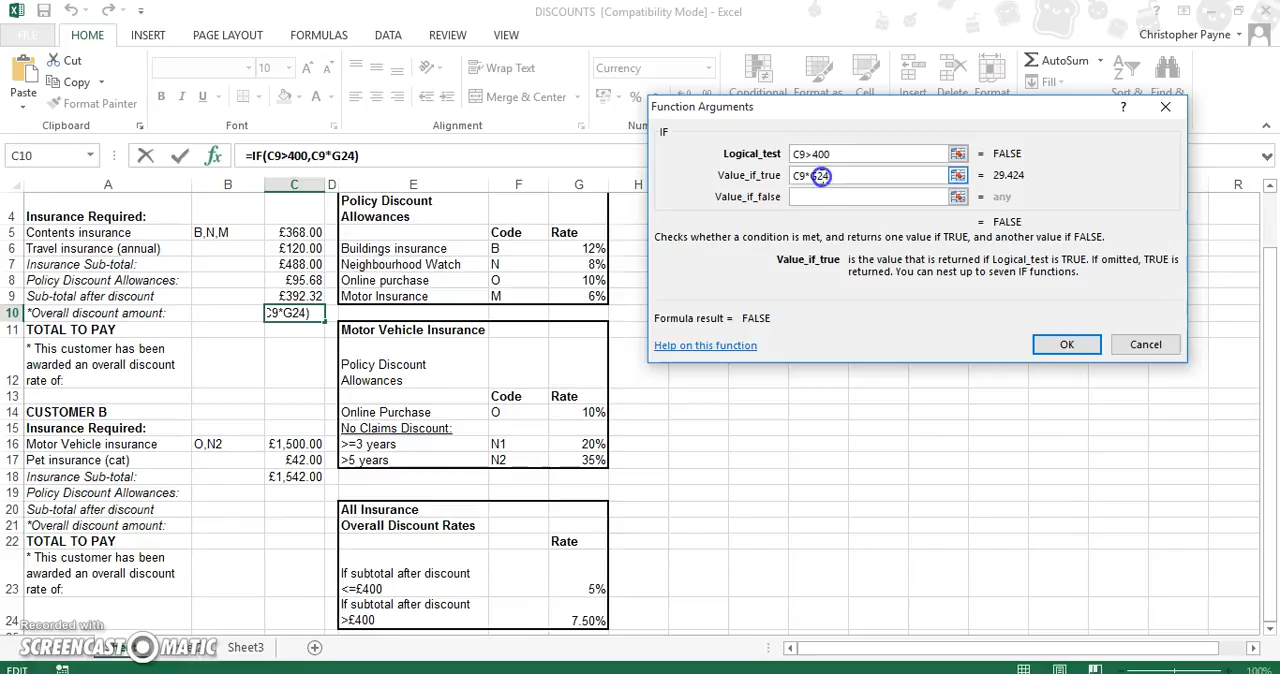 DISCOUNTS [Compatibility Mode] - Excel
FILE HOME INSERT PAGE LAYOUT FORMULAS DATA REVIEW VIEW Christopher Payne
Cut
Copy
Format Painter
Paste
Clipboard
10
B I U
Font
Wrap Text
Merge & Center
Alignment
Currency
%
Conditional Format as Cell Insert Delete Format
AutoSum
Fill
Sort & Find &
C10 =IF(C9>400,C9*G24)
A B C D E F G H R
4 Insurance Required: Policy Discount Allowances
5 Contents insurance B,N,M £368.00 Code Rate
6 Travel insurance (annual) £120.00 Buildings insurance B 12%
7 Insurance Sub-total: £488.00 Neighbourhood Watch N 8%
8 Policy Discount Allowances: £95.68 Online purchase O 10%
9 Sub-total after discount £392.32 Motor Insurance M 6%
10 *Overall discount amount: C9*G24)
11 TOTAL TO PAY Motor Vehicle Insurance
12 * This customer has been awarded an overall discount rate of: Policy Discount Allowances
13 Code Rate
14 CUSTOMER B Online Purchase O 10%
15 Insurance Required: No Claims Discount:
16 Motor Vehicle insurance O,N2 £1,500.00 >=3 years N1 20%
17 Pet insurance (cat) £42.00 >5 years N2 35%
18 Insurance Sub-total: £1,542.00
19 Policy Discount Allowances:
20 Sub-total after discount All Insurance
21 *Overall discount amount: Overall Discount Rates
22 TOTAL TO PAY Rate
23 * This customer has been awarded an overall discount rate of: If subtotal after discount <=£400 5%
24 If subtotal after discount >£400 7.50%
Function Arguments ?
IF
Logical_test C9>400 = FALSE
Value_if_true C9*G24 = 29.424
Value_if_false = any
= FALSE
Checks whether a condition is met, and returns one value if TRUE, and another value if FALSE.
Value_if_true is the value that is returned if Logical_test is TRUE. If omitted, TRUE is
returned. You can nest up to seven IF functions.
Formula result = FALSE
Help on this function
OK
Cancel
Recorded with
SCREENCAST-O-MATIC
Sheet3
EDIT
100%